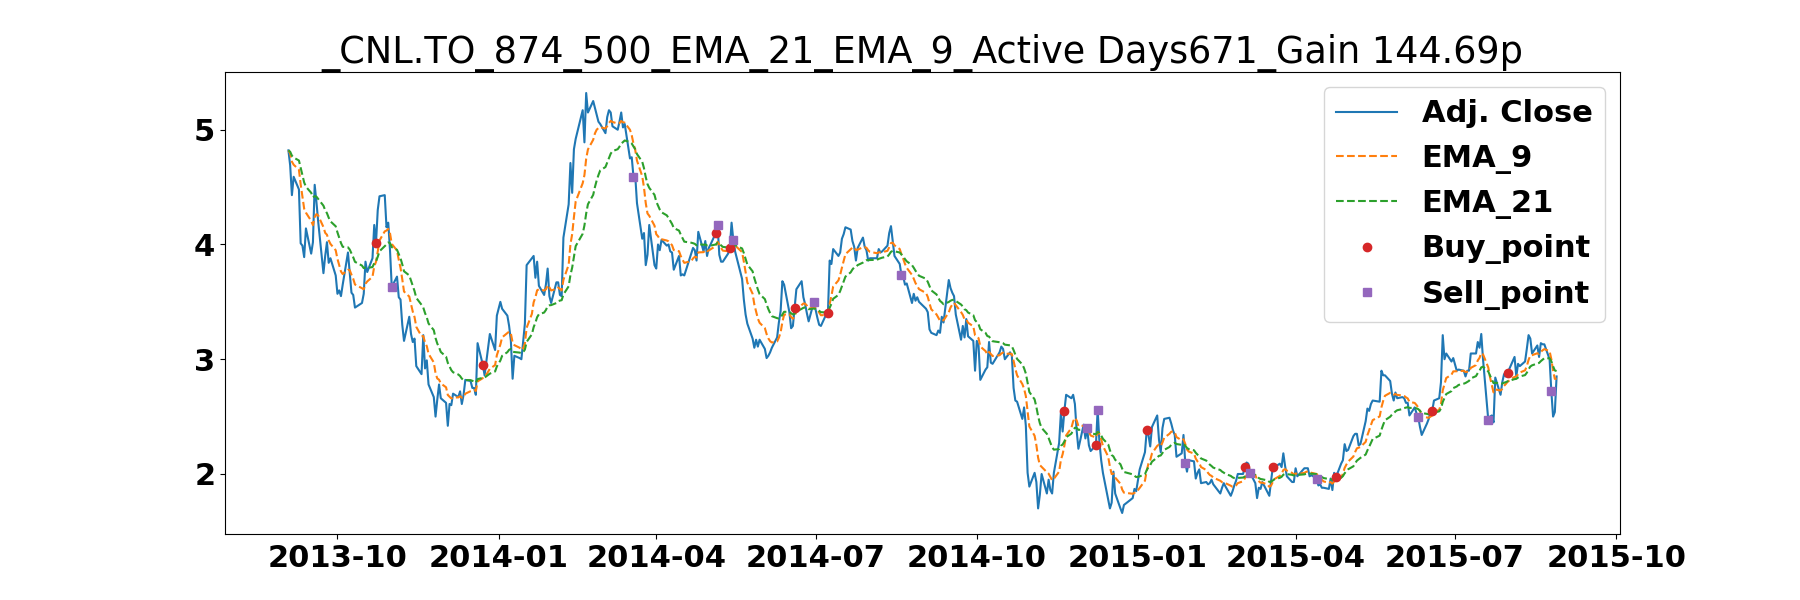 _CNL.TO_874_500_EMA_21_EMA_9_Active Days671_Gain 144.69p
Adj. Close
EMA_9
EMA_21
Buy_point
Sell_point
5
4
3
2
2013-10 2014-01 2014-04 2014-07 2014-10 2015-01 2015-04 2015-07 2015-10